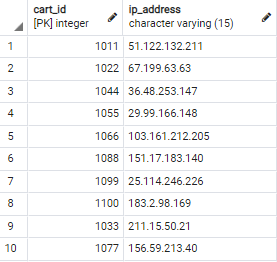 cart_id ip_address
[PK] integer character varying (15)
1 1011 51.122.132.211
2 1022 67.199.63.63
3 1044 36.48.253.147
4 1055 29.99.166.148
5 1066 103.161.212.205
6 1088 151.17.183.140
7 1099 25.114.246.226
8 1100 183.2.98.169
9 1033 211.15.50.21
10 1077 156.59.213.40